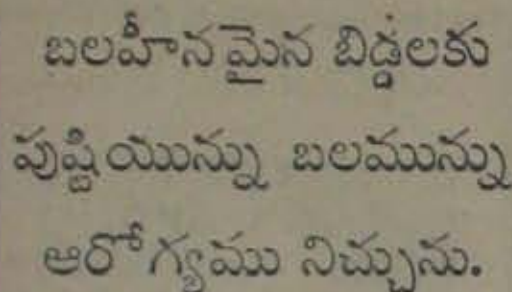 బలహీనమైన బిడ్డలకు
పుష్టియున్ను బలమున్ను
ఆరోగ్యము నిచ్చును.